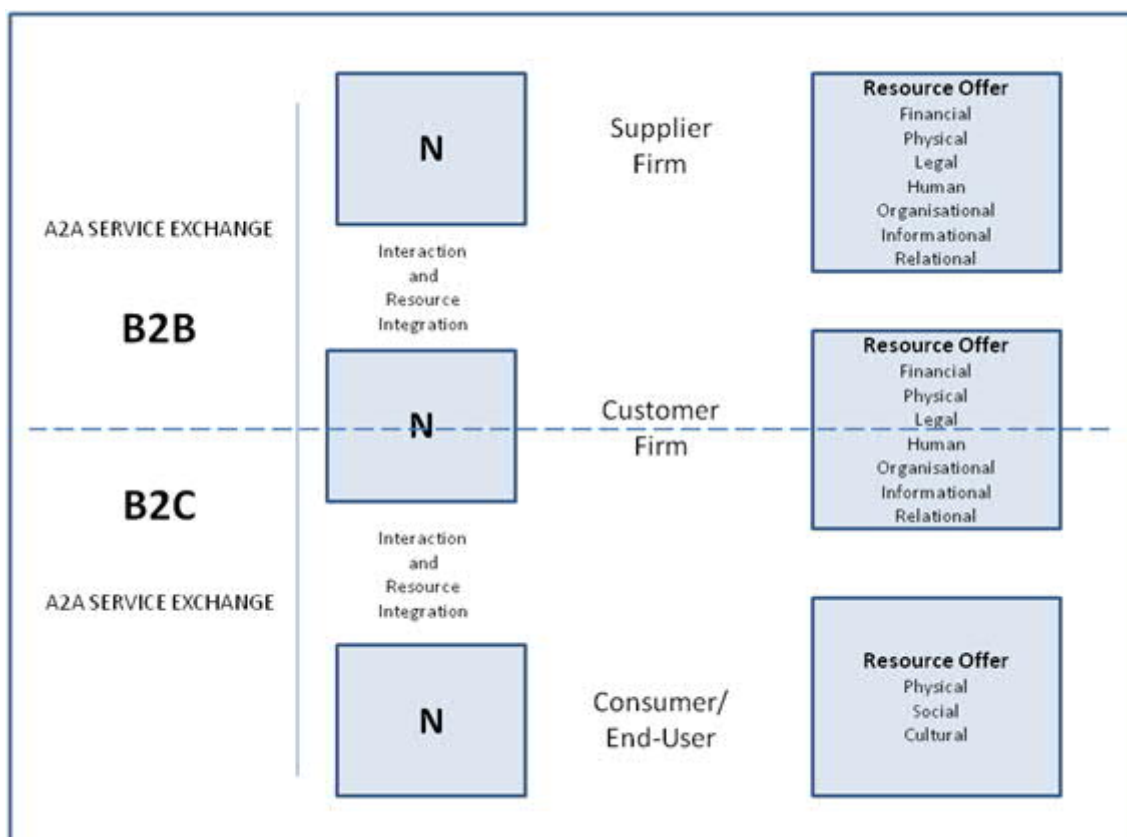 N
Supplier
Firm
Resource Offer
Financial
Physical
Legal
Human
Organisational
Informational
Relational
A2A SERVICE EXCHANGE
Interaction
and
Resource
Integration
B2B
N
Customer
Firm
Resource Offer
Financial
Physical
Legal
Human
Organisational
Informational
Relational
B2C
Interaction
and
Resource
Integration
A2A SERVICE EXCHANGE
N
Consumer/
End-User
Resource Offer
Physical
Social
Cultural